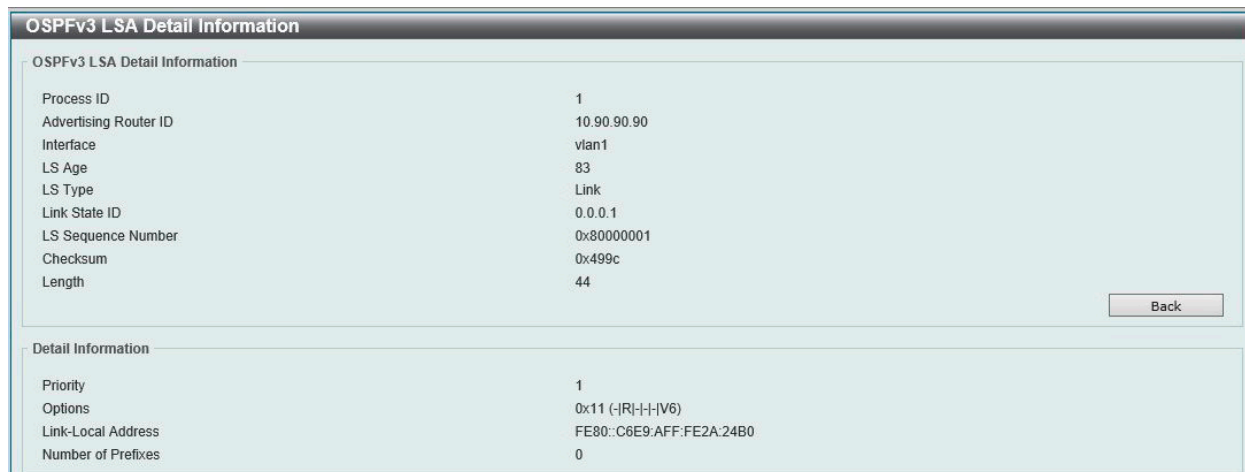 OSPFv3 LSA Detail Information
OSPFv3 LSA Detail Information
Process ID 1
Advertising Router ID 10.90.90.90
Interface vlan1
LS Age 83
LS Type Link
Link State ID 0.0.0.1
LS Sequence Number 0x80000001
Checksum 0x499c
Length 44
Back
Detail Information
Priority 1
Options 0x11 (-|R|-|-|-|V6)
Link-Local Address FE80::C6E9:AFF:FE2A:24B0
Number of Prefixes 0